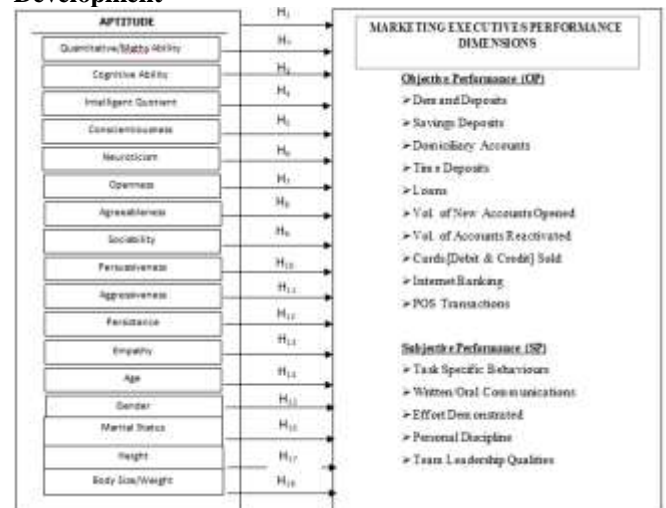 Development
APTITUDE
Quantitative/Maths Ability
Cognitive Ability
Intelligent Quotient
Conscientiousness
Neuroticism
Openness
Agreeableness
Sociability
Persuasiveness
Aggressiveness
Persistence
Empathy
Age
Gender
Marital Status
Height
Body Size/Weight
H₁
H₂
H₃
H₄
H₅
H₆
H₇
H₈
H₉
H₁₀
H₁₁
H₁₂
H₁₃
H₁₄
H₁₅
H₁₆
H₁₇
H₁₈
MARKETING EXECUTIVES PERFORMANCE
DIMENSIONS
Objective Performance (OP)
➢ Demand Deposits
➢ Savings Deposits
➢ Domiciliary Accounts
➢ Time Deposits
➢ Loans
➢ Vol. of New Accounts Opened
➢ Vol. of Accounts Reactivated
➢ Cards [Debit & Credit] Sold
➢ Internet Banking
➢ POS Transactions
Subjective Performance (SP)
➢ Task Specific Behaviours
➢ Written/Oral Communications
➢ Effort Demonstrated
➢ Personal Discipline
➢ Team Leadership Qualities